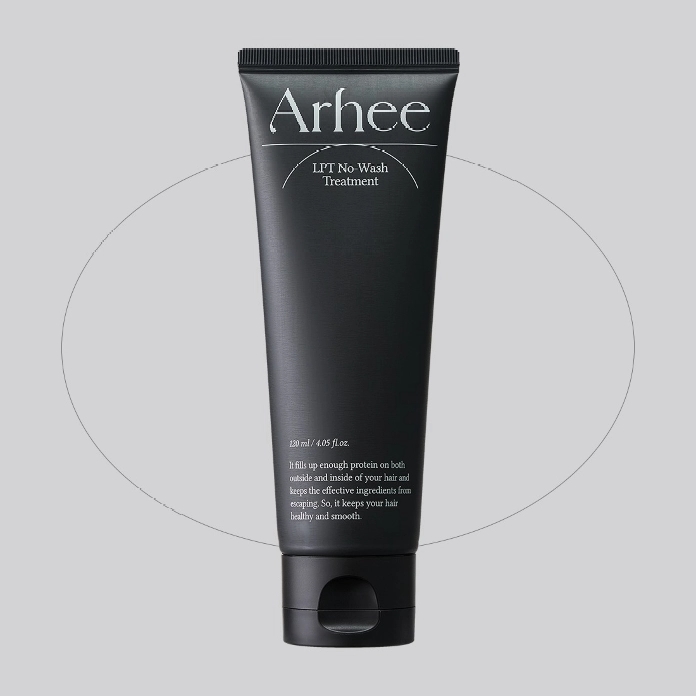 Arhee
LPT No-Wash
Treatment
120 ml / 4.05 fl.oz.
It fills up enough protein on both
outside and inside of your hair and
keeps the effective ingredients from
escaping. So, it keeps your hair
healthy and smooth.